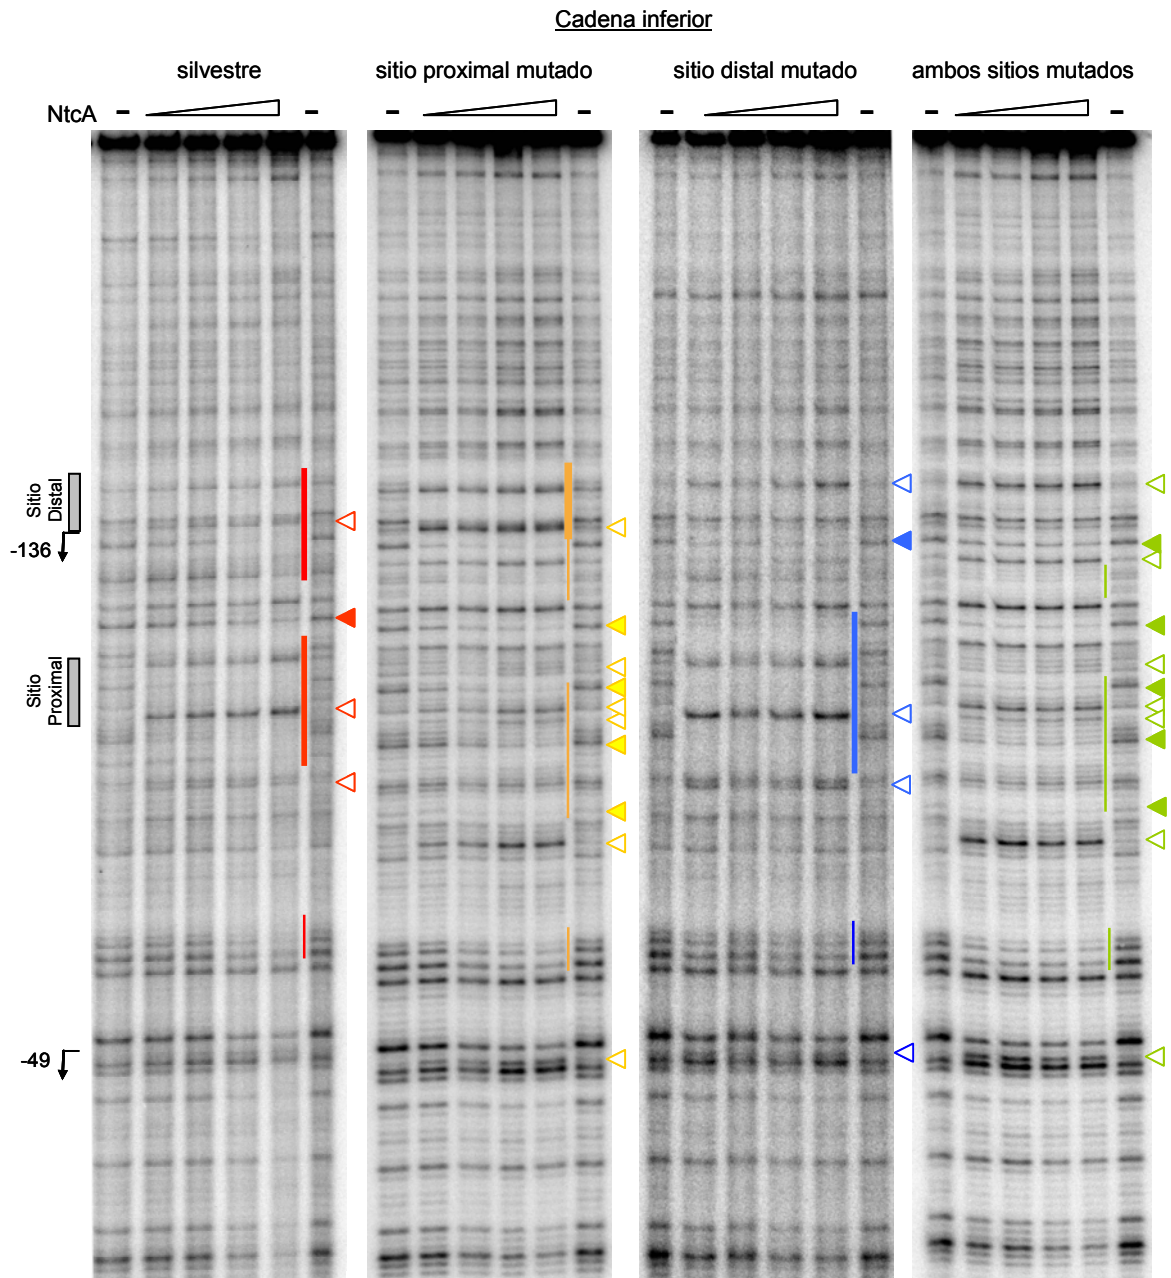 Cadena inferior
silvestre
sitio proximal mutado
sitio distal mutado
ambos sitios mutados
NtcA - - - - - - - -
Sitio
Distal
-136
Sitio
Proximal
-49